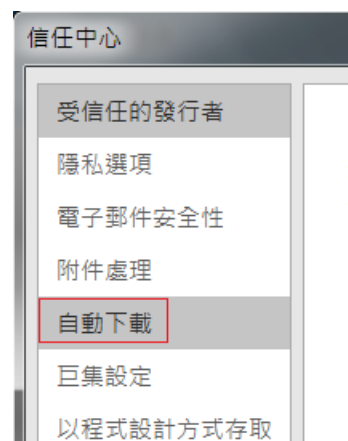 信任中心
受信任的發行者
隱私選項
電子郵件安全性
附件處理
自動下載
巨集設定
以程式設計方式存取